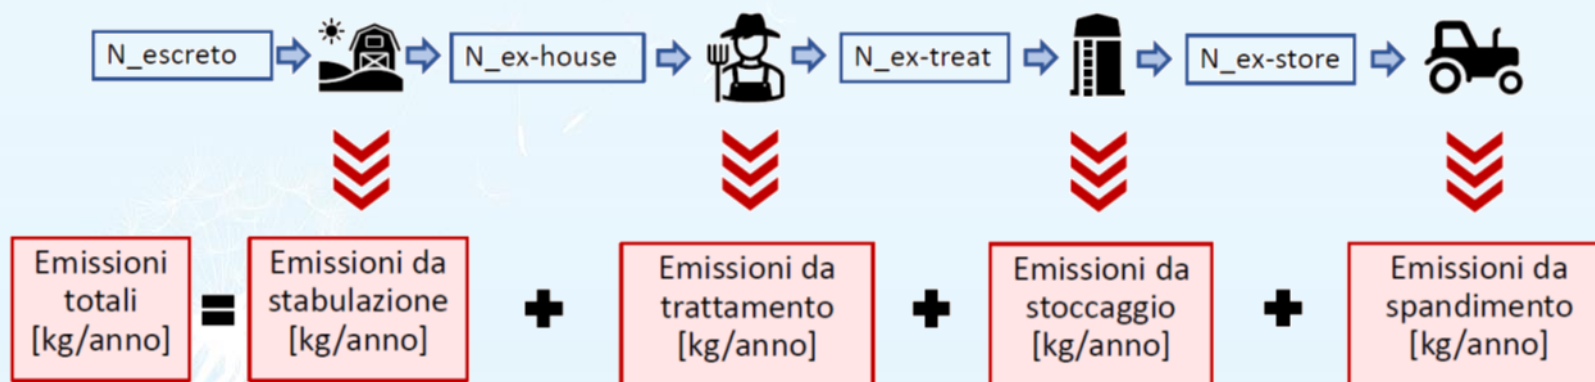 N_escreto
N_ex-house
N_ex-treat
N_ex-store
Emissioni
totali
[kg/anno]
=
Emissioni da
stabulazione
[kg/anno]
+
Emissioni da
trattamento
[kg/anno]
+
Emissioni da
stoccaggio
[kg/anno]
+
Emissioni da
spandimento
[kg/anno]